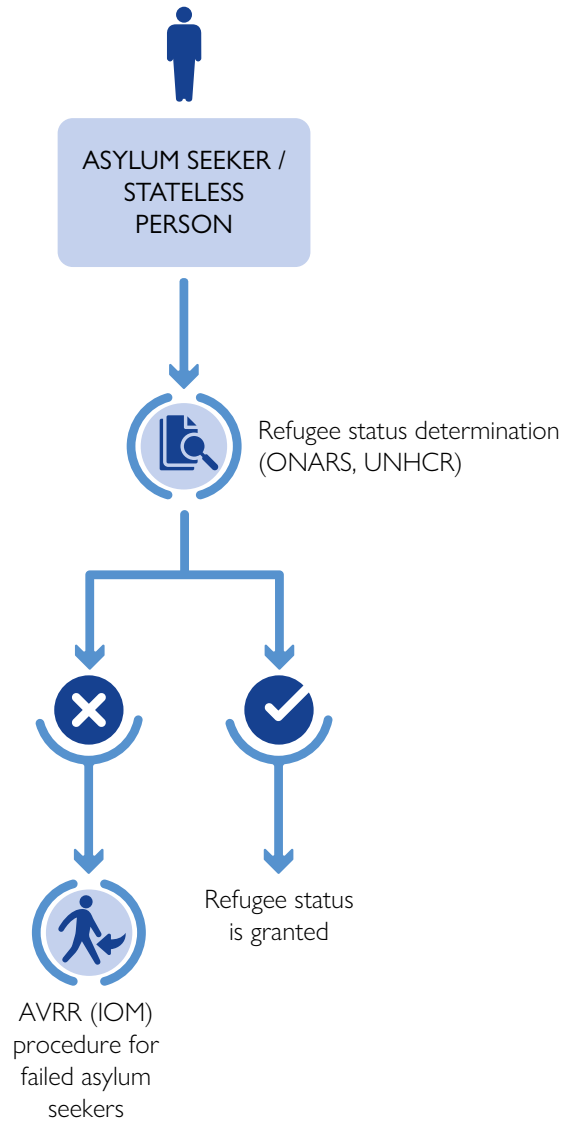 ASYLUM SEEKER /
STATELESS
PERSON
Refugee status determination
(ONARS, UNHCR)
Refugee status
is granted
AVRR (IOM)
procedure for
failed asylum
seekers